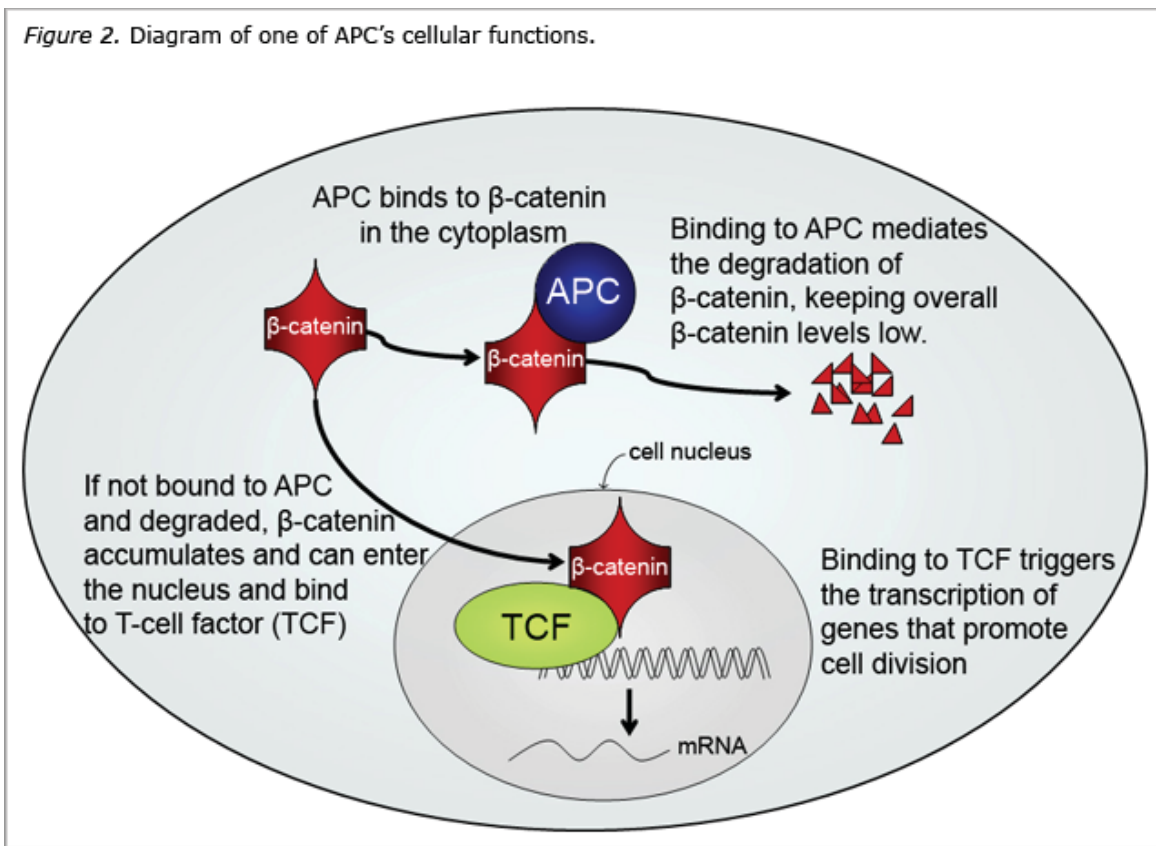 Figure 2. Diagram of one of APC's cellular functions.
APC binds to β-catenin
in the cytoplasm
Binding to APC mediates
the degradation of
β-catenin, keeping overall
β-catenin levels low.
APC
β-catenin
β-catenin
cell nucleus
If not bound to APC
and degraded, β-catenin
accumulates and can enter
the nucleus and bind
to T-cell factor (TCF)
β-catenin
TCF
Binding to TCF triggers
the transcription of
genes that promote
cell division
mRNA